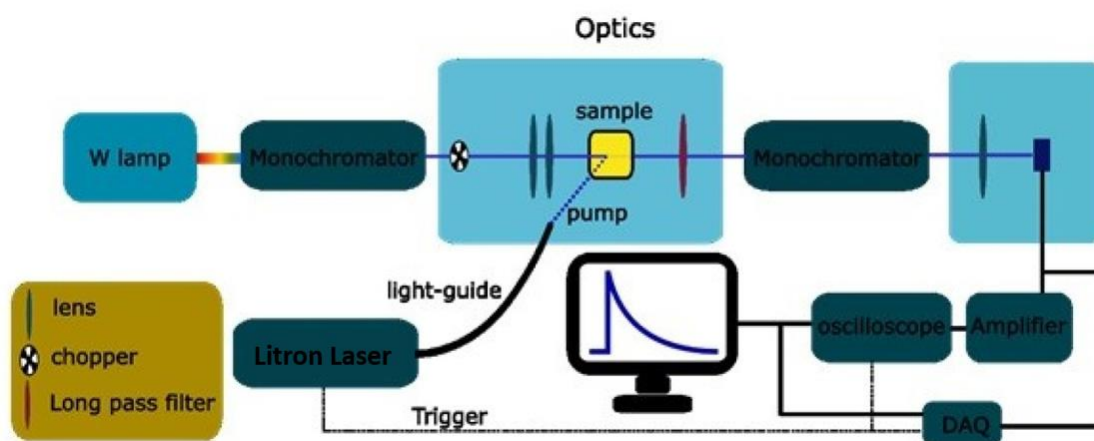 Optics
sample
W lamp
Monochromator
Monochromator
pump
light-guide
lens
chopper
Long pass filter
Litron Laser
oscilloscope
Amplifier
Trigger
DAQ